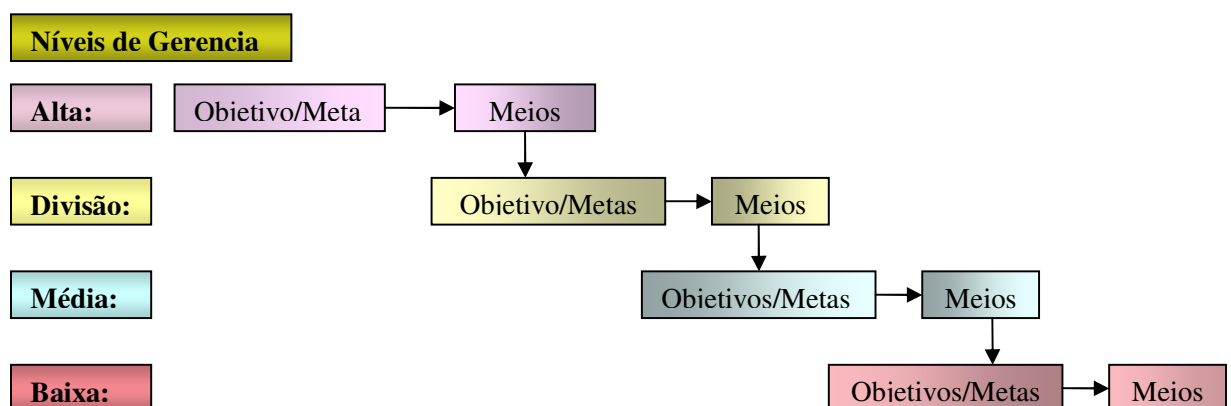 Níveis de Gerencia
Alta: Objetivo/Meta Meios
Divisão: Objetivo/Metas Meios
Média: Objetivos/Metas Meios
Baixa: Objetivos/Metas Meios